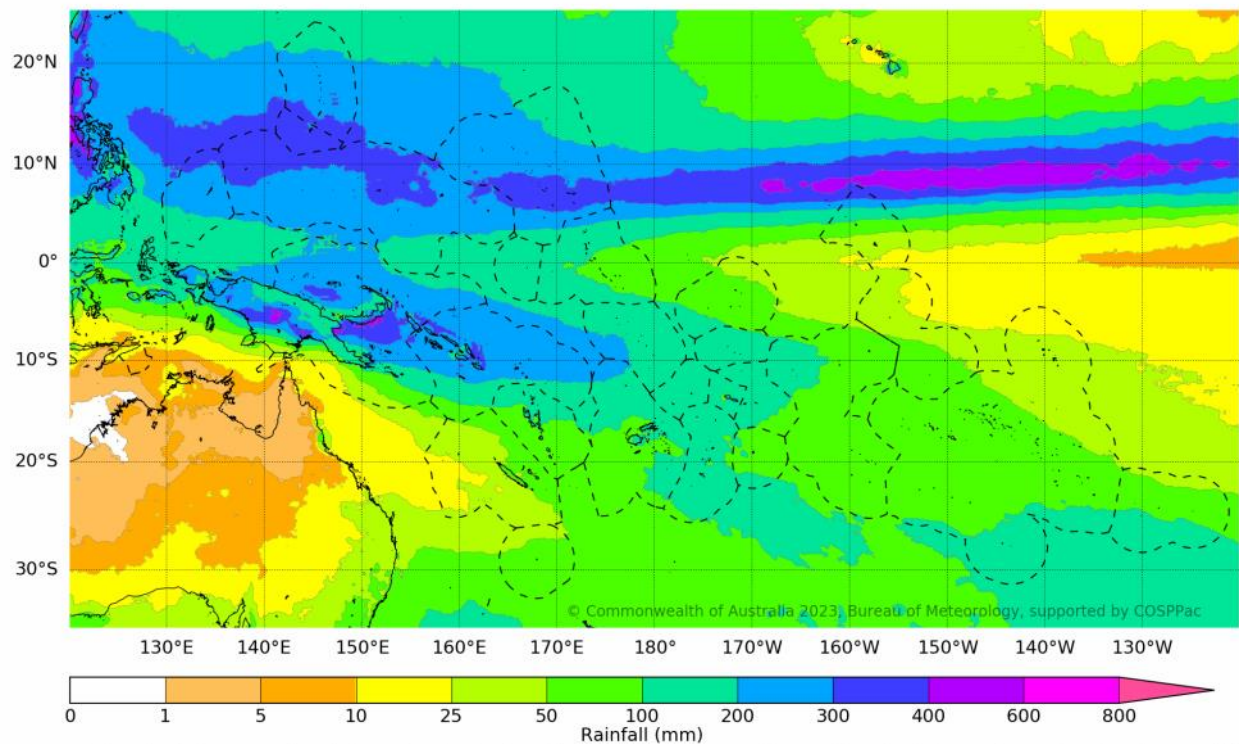 20°N
10°N
0°
10°S
20°S
30°S
© Commonwealth of Australia 2023, Bureau of Meteorology, supported by COSPPac
130°E 140°E 150°E 160°E 170°E 180° 170°W 160°W 150°W 140°W 130°W
0 1 5 10 25 50 100 200 300 400 600 800
Rainfall (mm)